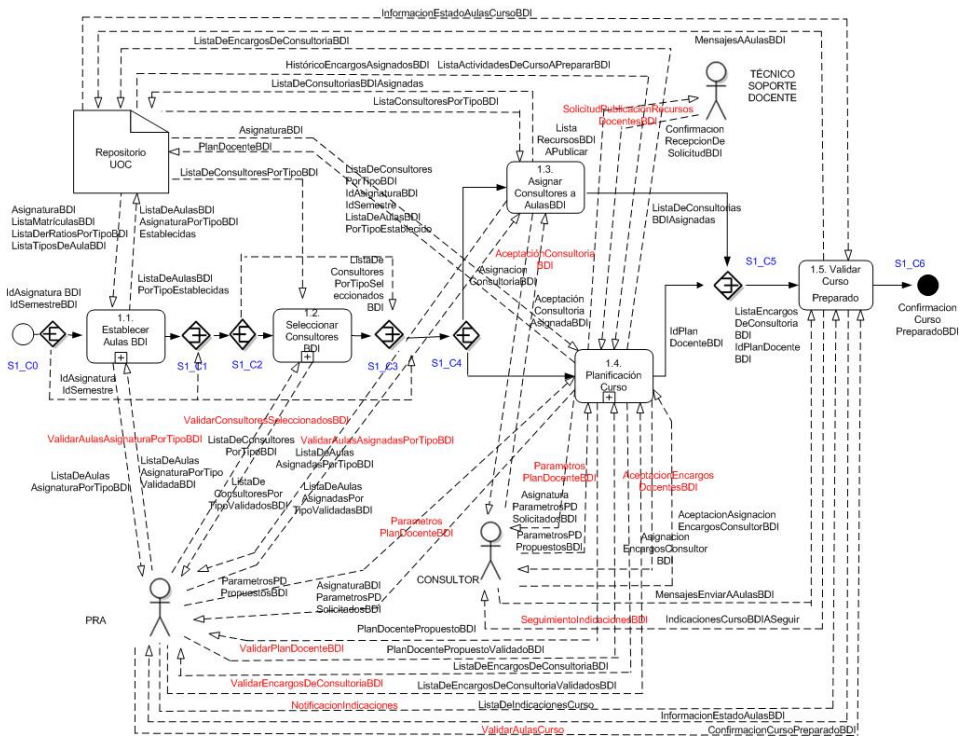 InformacionEstadoAulasCursoBDI
ListaDeEncargosDeConsultoriaBDI
MensajesAAulasBDI
HistóricoEncargosAsignadosBDI
ListaActividadesDeCursoAPrepararBDI
TÉCNICO
SOPORTE
DOCENTE
ListaDeConsultoriasBDIAsignadas
ListaConsultoresPorTipoBDI
SolicitudPublicacionRecursos
DocentesBDI
AsignaturaBDI
PlanDocenteBDI
Lista
RecursosBDI
APublicar
Confirmacion
RecepcionDe
SolicitudBDI
Repositorio
UOC
ListaDeConsultoresPorTipoBDI
ListaDeConsultores
PorTipoBDI
IdAsignaturaBDI
IdSemestre
ListaDeAulasBDI
PorTipoEstablecido
1.3.
Asignar
Consultores a
AulasBDI
AsignaturaBDI
ListaMatrículasBDI
ListaDerRatiosPorTipoBDI
ListaTiposDeAulaBDI
ListaDeAulasBDI
AsignaturaPorTipoBDI
Establecidas
ListaDeConsultorias
BDIAsignadas
ListaDeAulasBDI
PorTipoEstablecidas
ListaDe
Consultores
PorTipoSel
eccionados
BDI
AceptaciónConsultoria
BDI
Asignacion
ConsultoriaBDI
S1_C5
1.5. Validar
Curso
Preparado
S1_C6
IdAsignatura BDI
IdSemestreBDI
1.1.
Establecer
Aulas BDI
1.2.
Seleccionar
Consultores
BDI
Aceptación
Consultoria
AsignadaBDI
Confirmacion
Curso
PreparadoBDI
S1_C0
S1_C1
S1_C2
S1_C3
S1_C4
IdPlan
DocenteBDI
ListaEncargos
DeConsultoria
BDI
IdPlanDocente
BDI
1.4.
Planificación
Curso
IdAsignatura
IdSemestre
ValidarConsultoresSeleccionadosBDI
ValidarAulasAsignaturaPorTipoBDI
ListaDeConsultores
PorTipoBDI
ValidarAulasAsignadasPorTipoBDI
ListaDeAulas
AsignadasPorTipoBDI
ListaDeAulas
AsignaturaPorTipo
ValidadaBDI
ListaDeAulas
AsignaturaPorTipoBDI
ListaDe
ConsultoresPor
TipoValidadosBDI
ListaDeAulas
AsignadasPor
TipoValidadasBDI
Parametros
PlanDocenteBDI
AceptacionEncargos
DocentesBDI
Asignatura
ParametrosPD
SolicitadosBDI
Parametros
PlanDocenteBDI
AceptacionAsignacion
EncargosConsultorBDI
ParametrosPD
PropuestosBDI
Asignacion
EncargosConsultor
BDI
CONSULTOR
ParametrosPD
PropuestosBDI
AsignaturaBDI
ParametrosPD
SolicitadosBDI
MensajesEnviarAAulasBDI
PRA
SeguimientoIndicacionesBDI
IndicacionesCursoBDIASeguir
PlanDocentePropuestoBDI
ValidarPlanDocenteBDI
PlanDocentePropuestoValidadoBDI
ListaDeEncargosDeConsultoriaBDI
ValidarEncargosDeConsultoriaBDI
ListaDeEncargosDeConsultoriaValidadosBDI
NotificacionIndicaciones
ListaDeIndicacionesCurso
InformacionEstadoAulasBDI
ValidarAulasCurso
ConfirmacionCursoPreparadoBDI